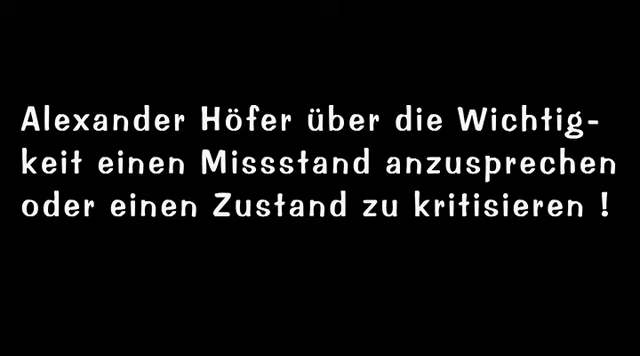 Alexander Höfer über die Wichtig-
keit einen Missstand anzusprechen
oder einen Zustand zu kritisieren !